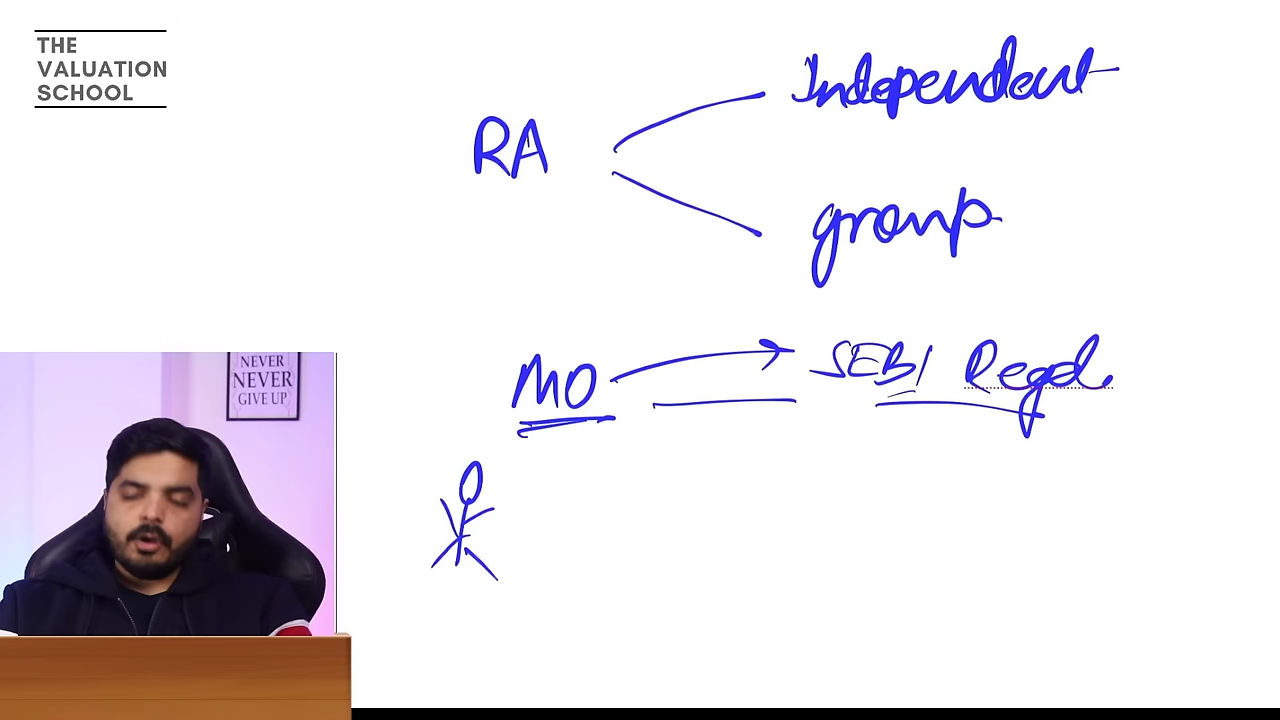 THE
VALUATION
SCHOOL
Independent
RA
group
MO
SEBI Regd.
NEVER
NEVER
GIVE UP